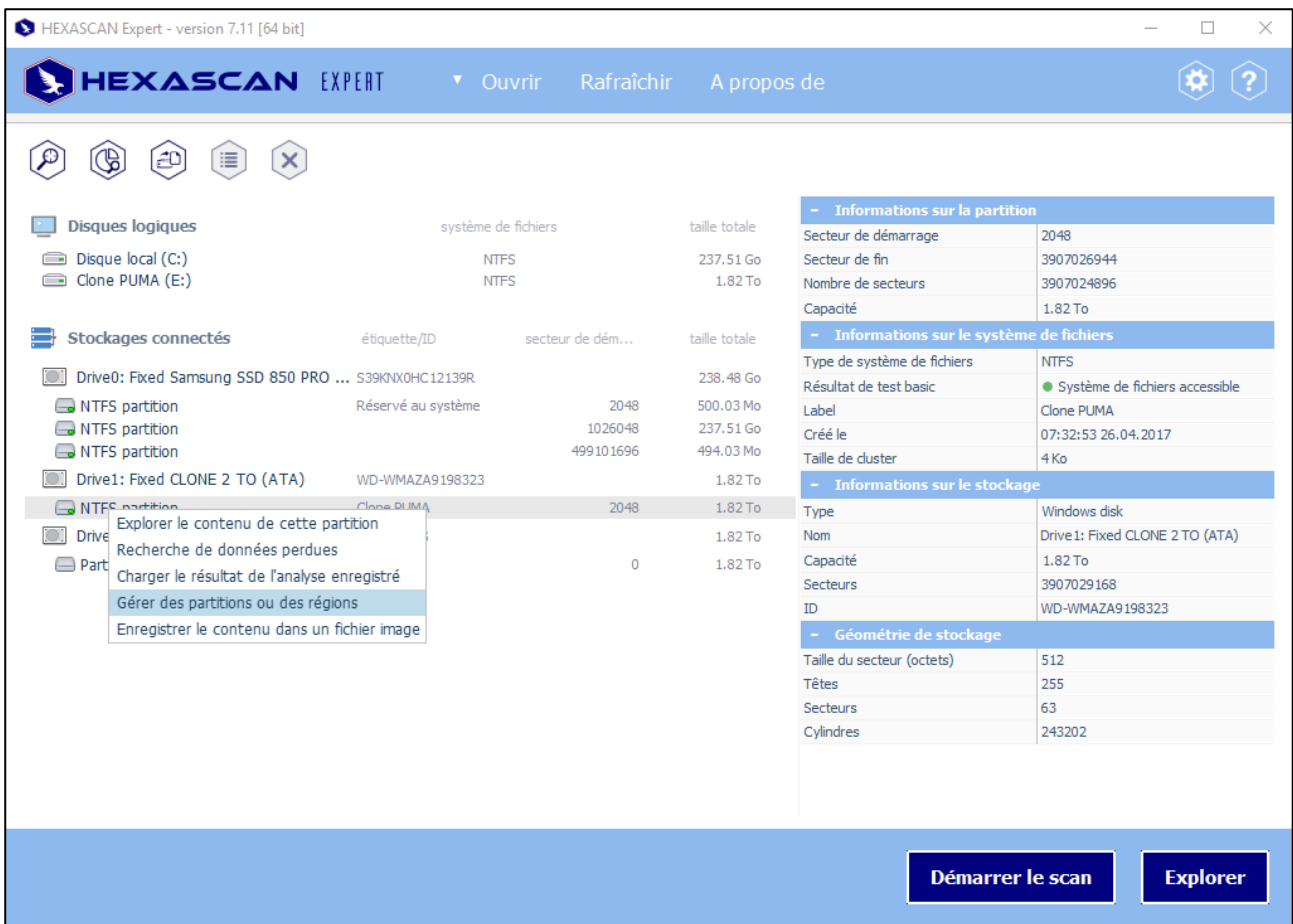 HEXASCAN Expert - version 7.11 [64 bit]
HEXASCAN EXPERT Ouvrir Rafraîchir A propos de
Disques logiques système de fichiers taille totale
Disque local (C:) NTFS 237.51 Go
Clone PUMA (E:) NTFS 1.82 To
Stockages connectés étiquette/ID secteur de dém... taille totale
Drive0: Fixed Samsung SSD 850 PRO ... S39KNX0HC12139R 238.48 Go
NTFS partition Réservé au système 2048 500.03 Mo
NTFS partition 1026048 237.51 Go
NTFS partition 499101696 494.03 Mo
Drive1: Fixed CLONE 2 TO (ATA) WD-WMAZA9198323 1.82 To
NTFS partition Clone PUMA 2048 1.82 To
Drive 1.82 To
Part 0 1.82 To
Explorer le contenu de cette partition
Recherche de données perdues
Charger le résultat de l'analyse enregistré
Gérer des partitions ou des régions
Enregistrer le contenu dans un fichier image
– Informations sur la partition
Secteur de démarrage 2048
Secteur de fin 3907026944
Nombre de secteurs 3907024896
Capacité 1.82 To
– Informations sur le système de fichiers
Type de système de fichiers NTFS
Résultat de test basic Système de fichiers accessible
Label Clone PUMA
Créé le 07:32:53 26.04.2017
Taille de cluster 4 Ko
– Informations sur le stockage
Type Windows disk
Nom Drive1: Fixed CLONE 2 TO (ATA)
Capacité 1.82 To
Secteurs 3907029168
ID WD-WMAZA9198323
– Géométrie de stockage
Taille du secteur (octets) 512
Têtes 255
Secteurs 63
Cylindres 243202
Démarrer le scan Explorer